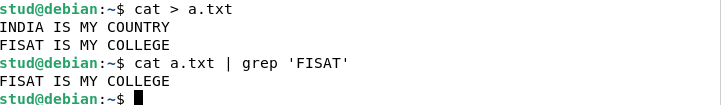 stud@debian:~$ cat > a.txt
INDIA IS MY COUNTRY
FISAT IS MY COLLEGE
stud@debian:~$ cat a.txt | grep 'FISAT'
FISAT IS MY COLLEGE
stud@debian:~$